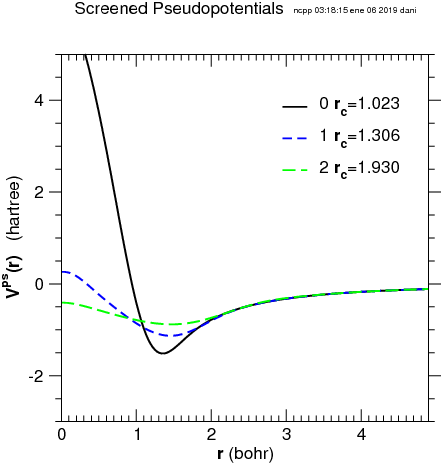 Screened Pseudopotentials ncpp 03:18:15 ene 06 2019 dani
0 rc=1.023
1 rc=1.306
2 rc=1.930
4
2
0
-2
Vps(r) (hartree)
0 1 2 3 4
r (bohr)